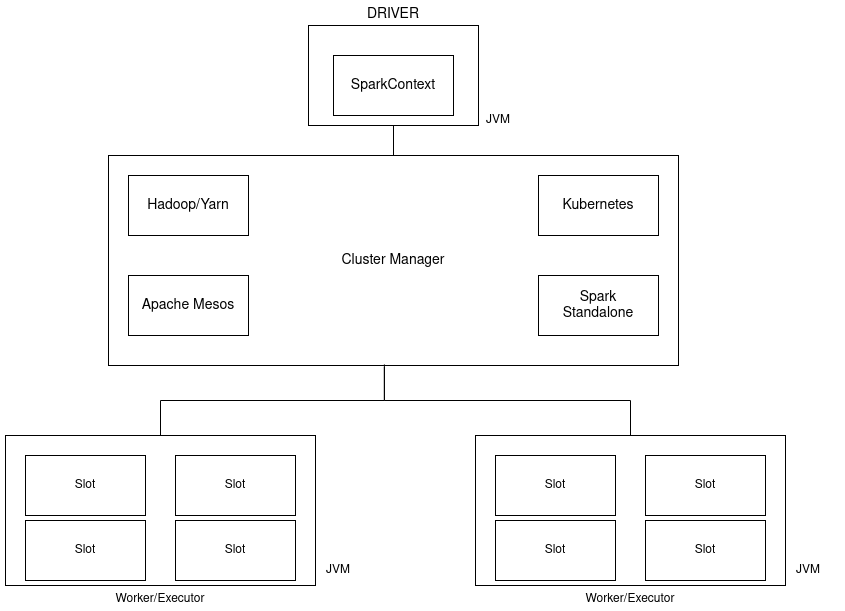 DRIVER
SparkContext
JVM
Hadoop/Yarn
Kubernetes
Cluster Manager
Apache Mesos
Spark
Standalone
Slot
Slot
Slot
Slot
JVM
Worker/Executor
Slot
Slot
Slot
Slot
JVM
Worker/Executor